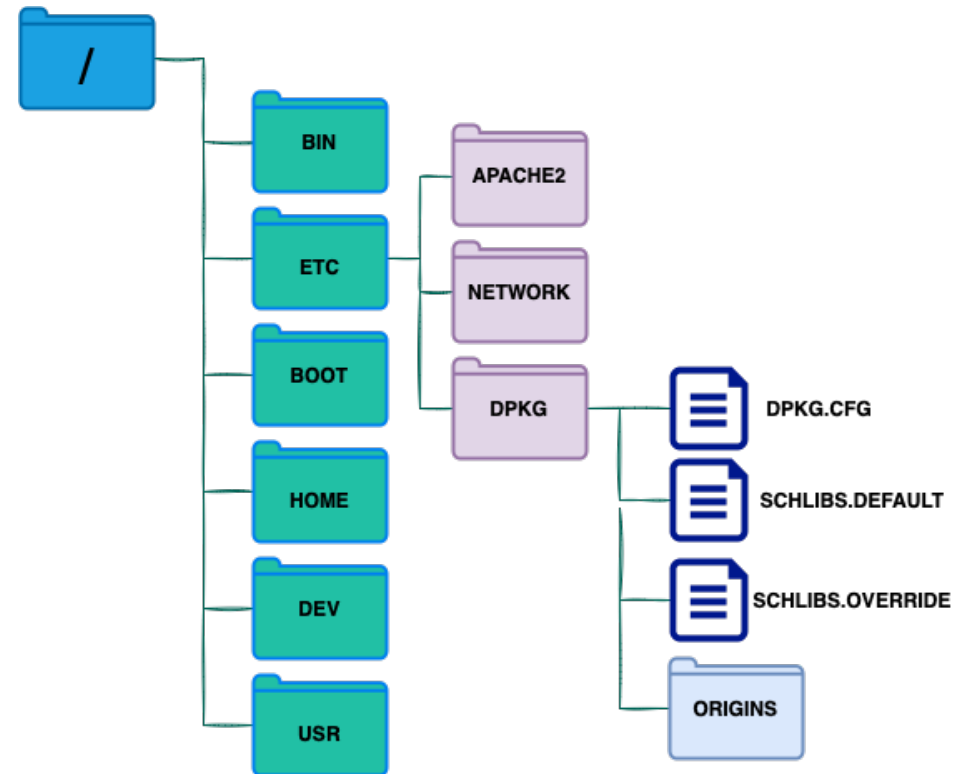 /
BIN
ETC
BOOT
HOME
DEV
USR
APACHE2
NETWORK
DPKG
DPKG.CFG
SCHLIBS.DEFAULT
SCHLIBS.OVERRIDE
ORIGINS